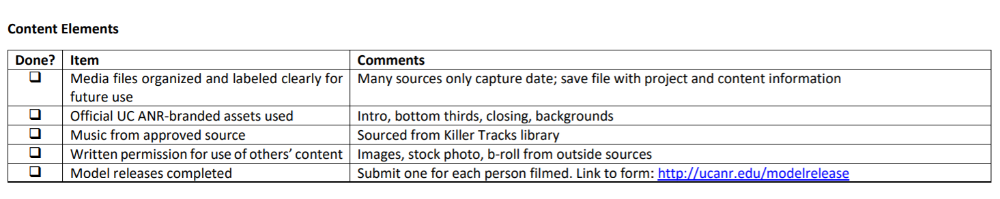 Content Elements
Done? Item Comments
❑ Media files organized and labeled clearly for Many sources only capture date; save file with project and content information
future use
❑ Official UC ANR-branded assets used Intro, bottom thirds, closing, backgrounds
❑ Music from approved source Sourced from Killer Tracks library
❑ Written permission for use of others’ content Images, stock photo, b-roll from outside sources
❑ Model releases completed Submit one for each person filmed. Link to form: http://ucanr.edu/modelrelease